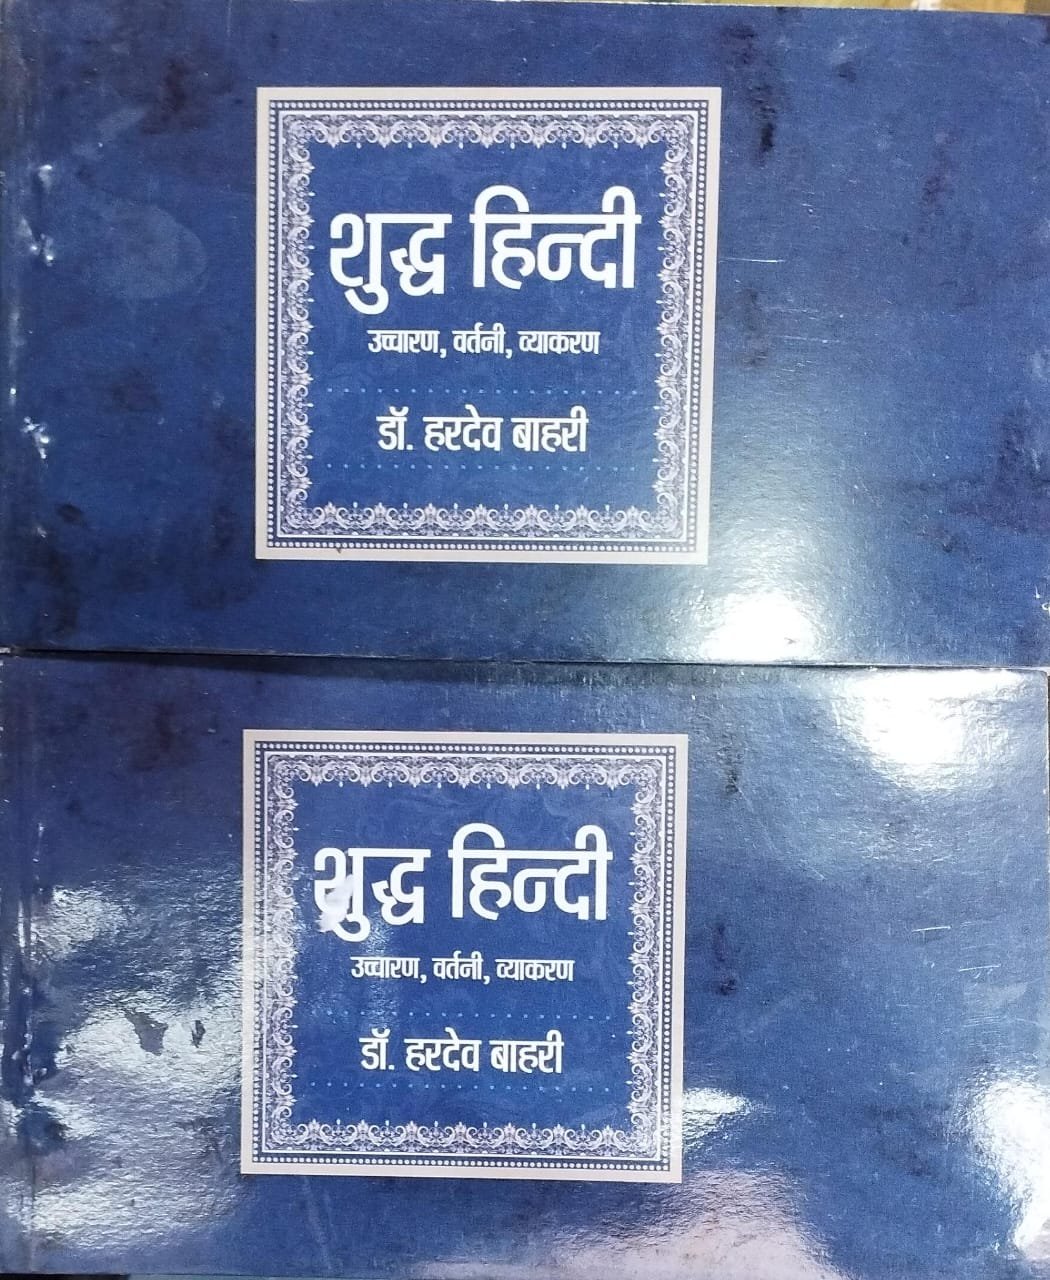 शुद्ध हिन्दी
उच्चारण, वर्तनी, व्याकरण
डॉ. हरदेव बाहरी
शुद्ध हिन्दी
उच्चारण, वर्तनी, व्याकरण
डॉ. हरदेव बाहरी